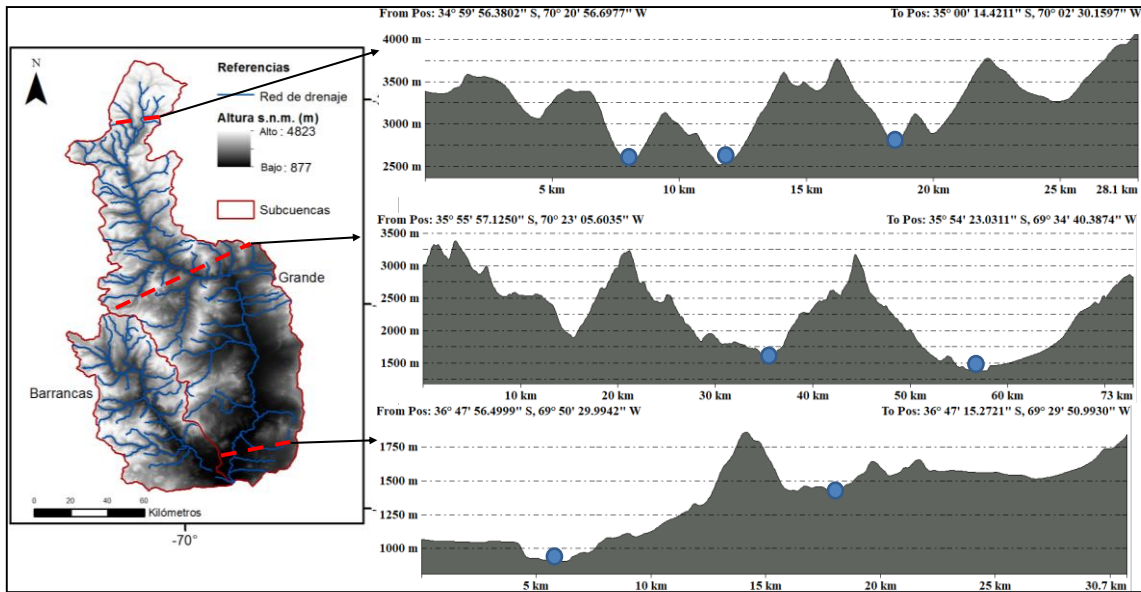 N
Referencias
Red de drenaje
Altura s.n.m. (m)
Alto : 4823
Bajo : 877
Subcuencas
Grande
Barrancas
0 20 40 60
Kilómetros
-70°
From Pos: 34° 59' 56.3802" S, 70° 20' 56.6977" W
To Pos: 35° 00' 14.4211" S, 70° 02' 30.1597" W
4000 m
3500 m
3000 m
2500 m
5 km 10 km 15 km 20 km 25 km 28.1 km
From Pos: 35° 55' 57.1250" S, 70° 23' 05.6035" W
To Pos: 35° 54' 23.0311" S, 69° 34' 40.3874" W
3500 m
3000 m
2500 m
2000 m
1500 m
10 km 20 km 30 km 40 km 50 km 60 km 73 km
From Pos: 36° 47' 56.4999" S, 69° 50' 29.9942" W
To Pos: 36° 47' 15.2721" S, 69° 29' 50.9930" W
1750 m
1500 m
1250 m
1000 m
5 km 10 km 15 km 20 km 25 km 30.7 km